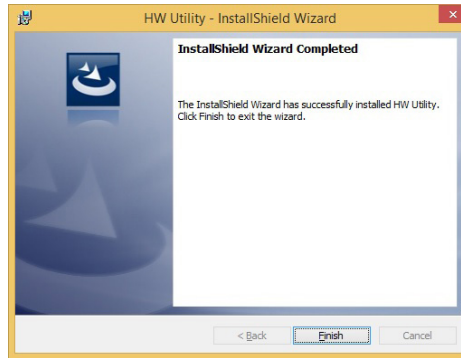 HW Utility - InstallShield Wizard
InstallShield Wizard Completed
The InstallShield Wizard has successfully installed HW Utility.
Click Finish to exit the wizard.
< Back Finish Cancel